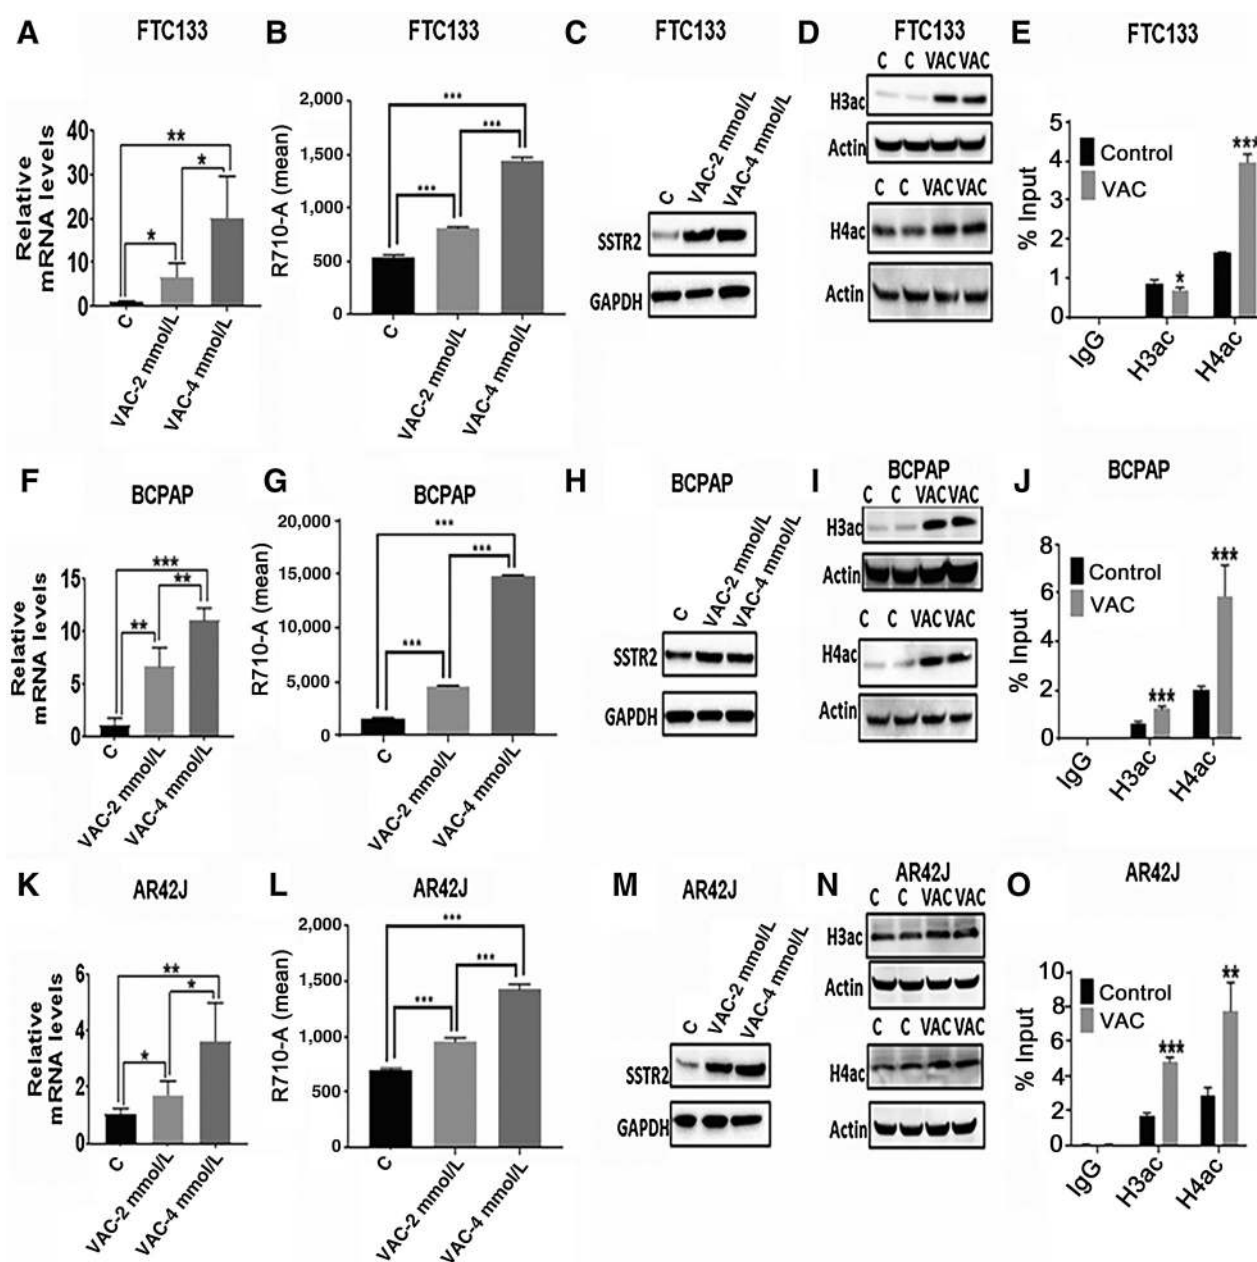 A
FTC133
Relative
mRNA levels
40
30
20
10
0
**
*
*
C
VAC-2 mmol/L
VAC-4 mmol/L
B
FTC133
R710-A (mean)
2,000
1,500
1,000
500
0
***
***
***
C
VAC-2 mmol/L
VAC-4 mmol/L
C
FTC133
C
VAC-2 mmol/L
VAC-4 mmol/L
SSTR2
GAPDH
D
FTC133
C C VAC VAC
H3ac
Actin
C C VAC VAC
H4ac
Actin
E
FTC133
% Input
5
4
3
2
1
0
Control
VAC
*
***
IgG
H3ac
H4ac
F
BCPAP
Relative
mRNA levels
15
10
5
0
***
**
**
C
VAC-2 mmol/L
VAC-4 mmol/L
G
BCPAP
R710-A (mean)
20,000
15,000
10,000
5,000
0
***
***
***
C
VAC-2 mmol/L
VAC-4 mmol/L
H
BCPAP
C
VAC-2 mmol/L
VAC-4 mmol/L
SSTR2
GAPDH
I
BCPAP
C C VAC VAC
H3ac
Actin
C C VAC VAC
H4ac
Actin
J
BCPAP
% Input
8
6
4
2
0
Control
VAC
***
***
IgG
H3ac
H4ac
K
AR42J
Relative
mRNA levels
6
4
2
0
**
*
*
C
VAC-2 mmol/L
VAC-4 mmol/L
L
AR42J
R710-A (mean)
2,000
1,500
1,000
500
0
***
***
***
C
VAC-2 mmol/L
VAC-4 mmol/L
M
AR42J
C
VAC-2 mmol/L
VAC-4 mmol/L
SSTR2
GAPDH
N
AR42J
C C VAC VAC
H3ac
Actin
C C VAC VAC
H4ac
Actin
O
AR42J
% Input
10
8
6
4
2
0
Control
VAC
***
**
IgG
H3ac
H4ac